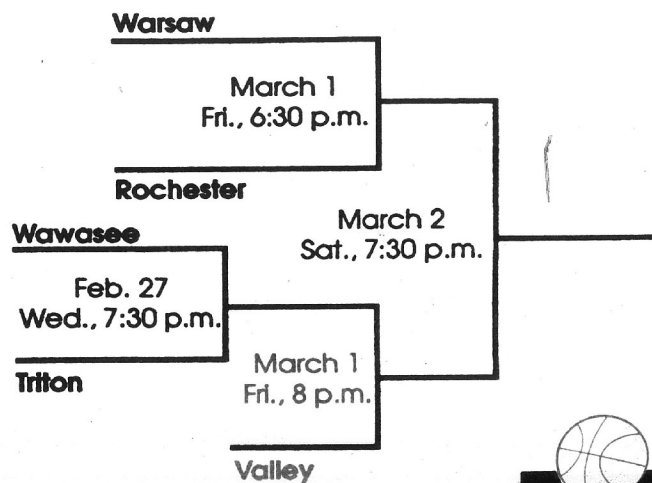 Warsaw
March 1
Fri., 6:30 p.m.
Rochester
March 2
Sat., 7:30 p.m.
Wawasee
Feb. 27
Wed., 7:30 p.m.
Triton
March 1
Fri., 8 p.m.
Valley